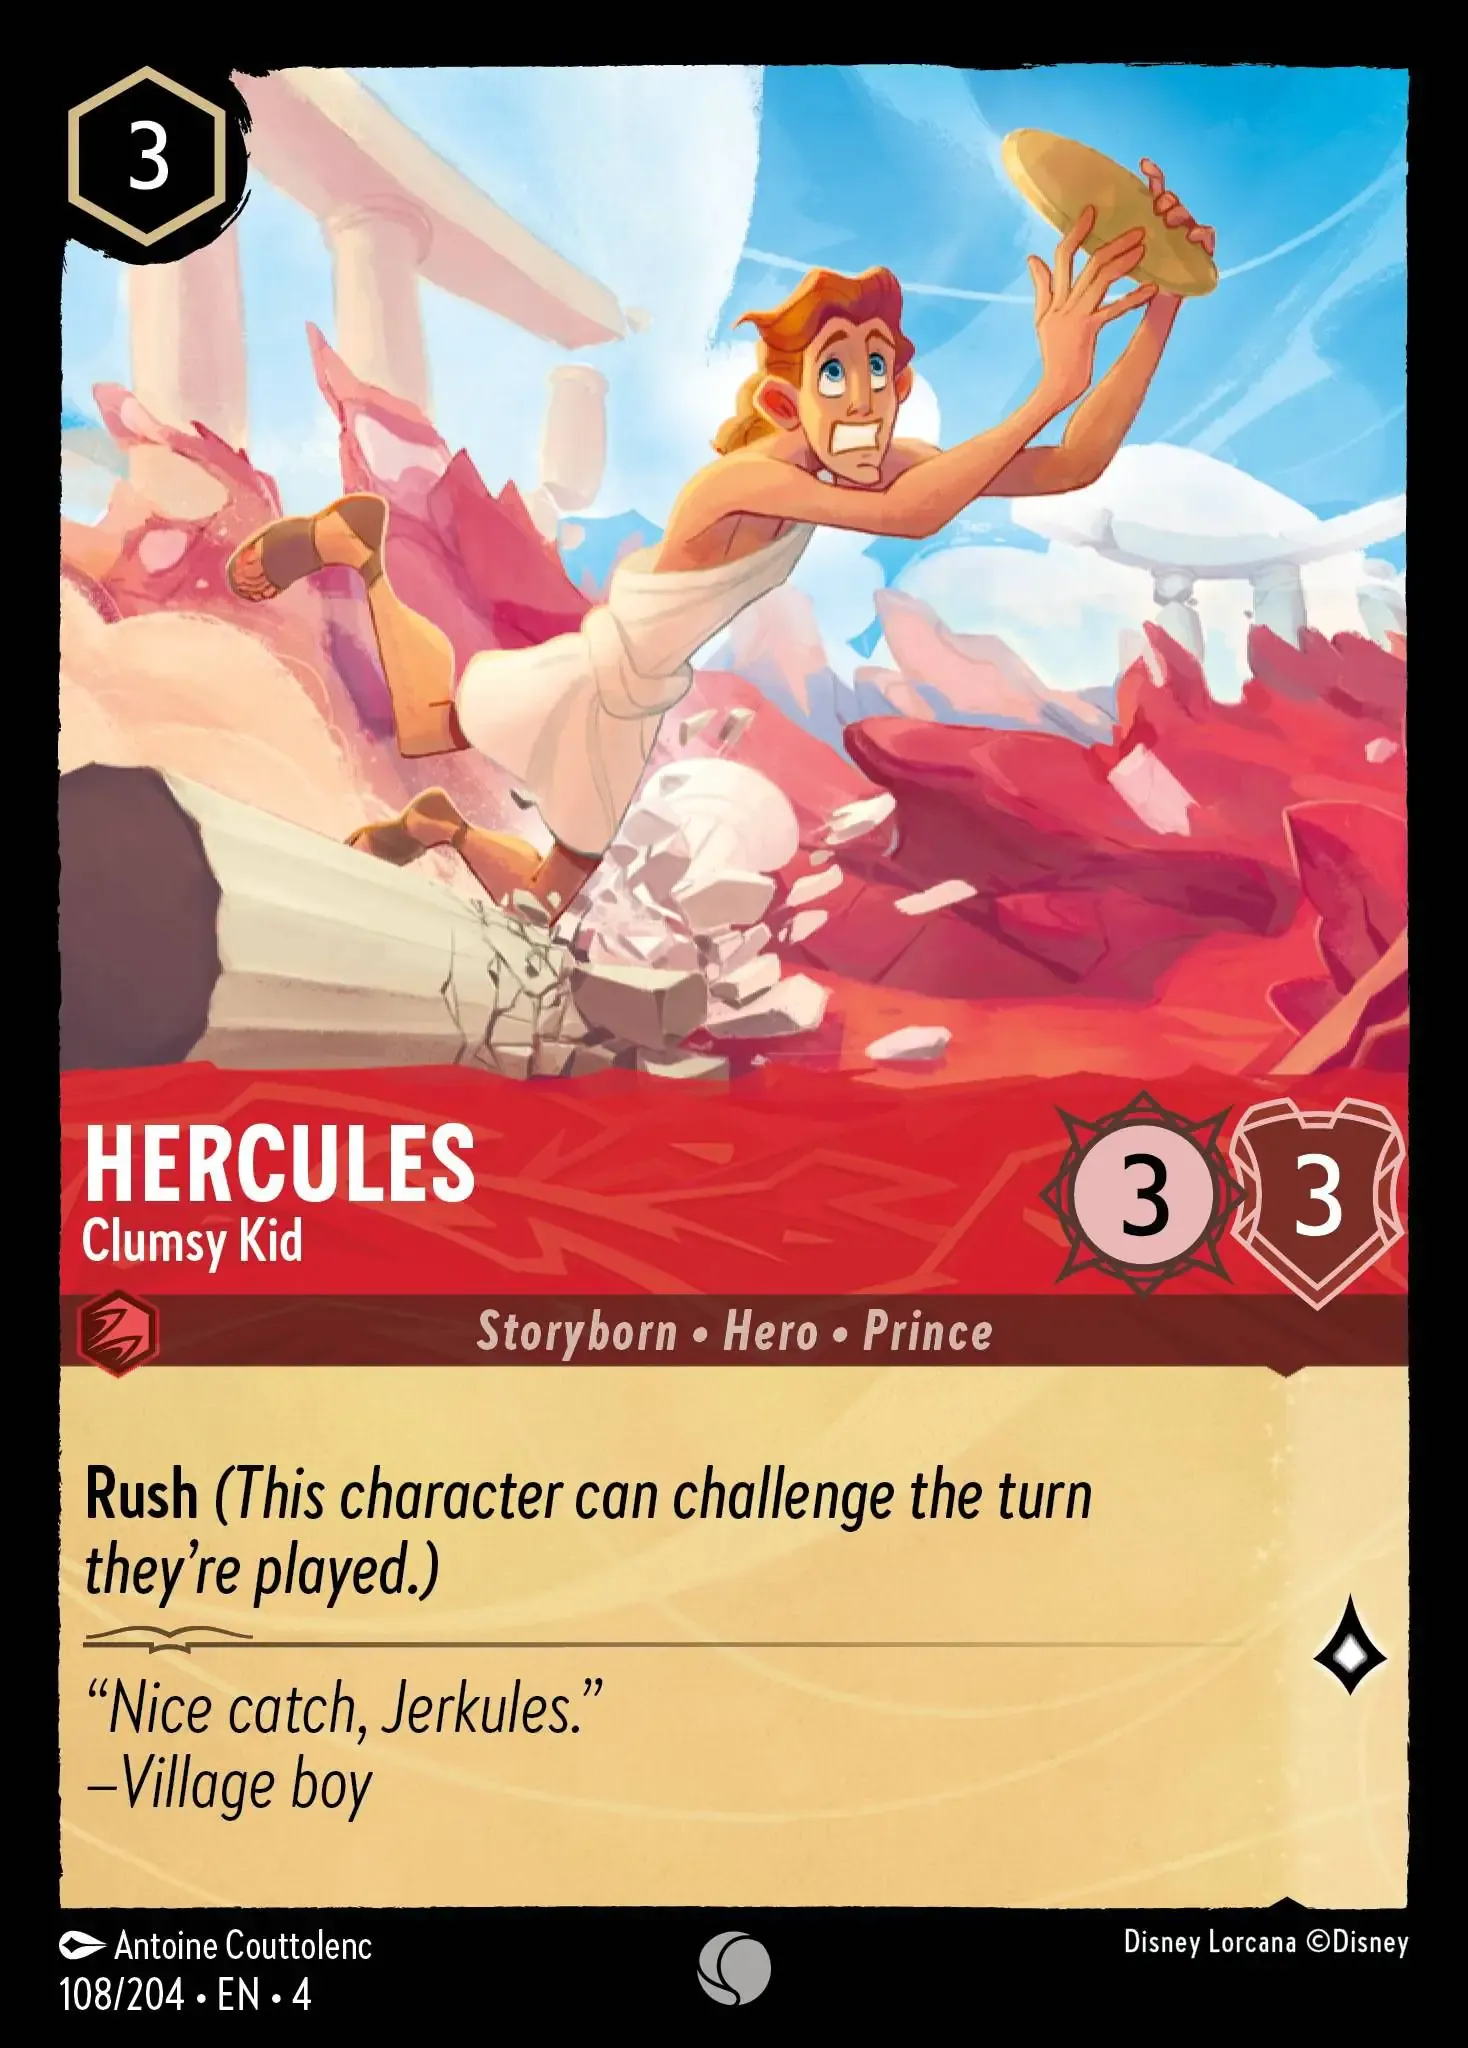 3
HERCULES
Clumsy Kid
3 3
Storyborn • Hero • Prince
Rush (This character can challenge the turn
they’re played.)
“Nice catch, Jerkules.”
–Village boy
Antoine Couttolenc
108/204 • EN • 4
Disney Lorcana ©Disney